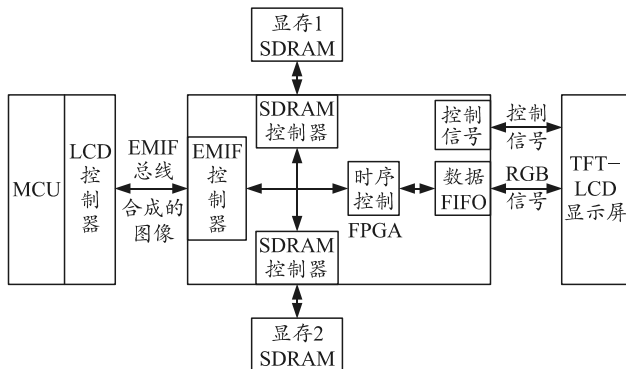 显存1
SDRAM
MCU
LCD
控
制
器
EMIF
总线
合成的
图像
EMIF
控
制
器
SDRAM
控制器
SDRAM
控制器
时序
控制
FPGA
控制
信号
数据
FIFO
控制
信号
RGB
信号
TFT-
LCD
显示屏
显存2
SDRAM